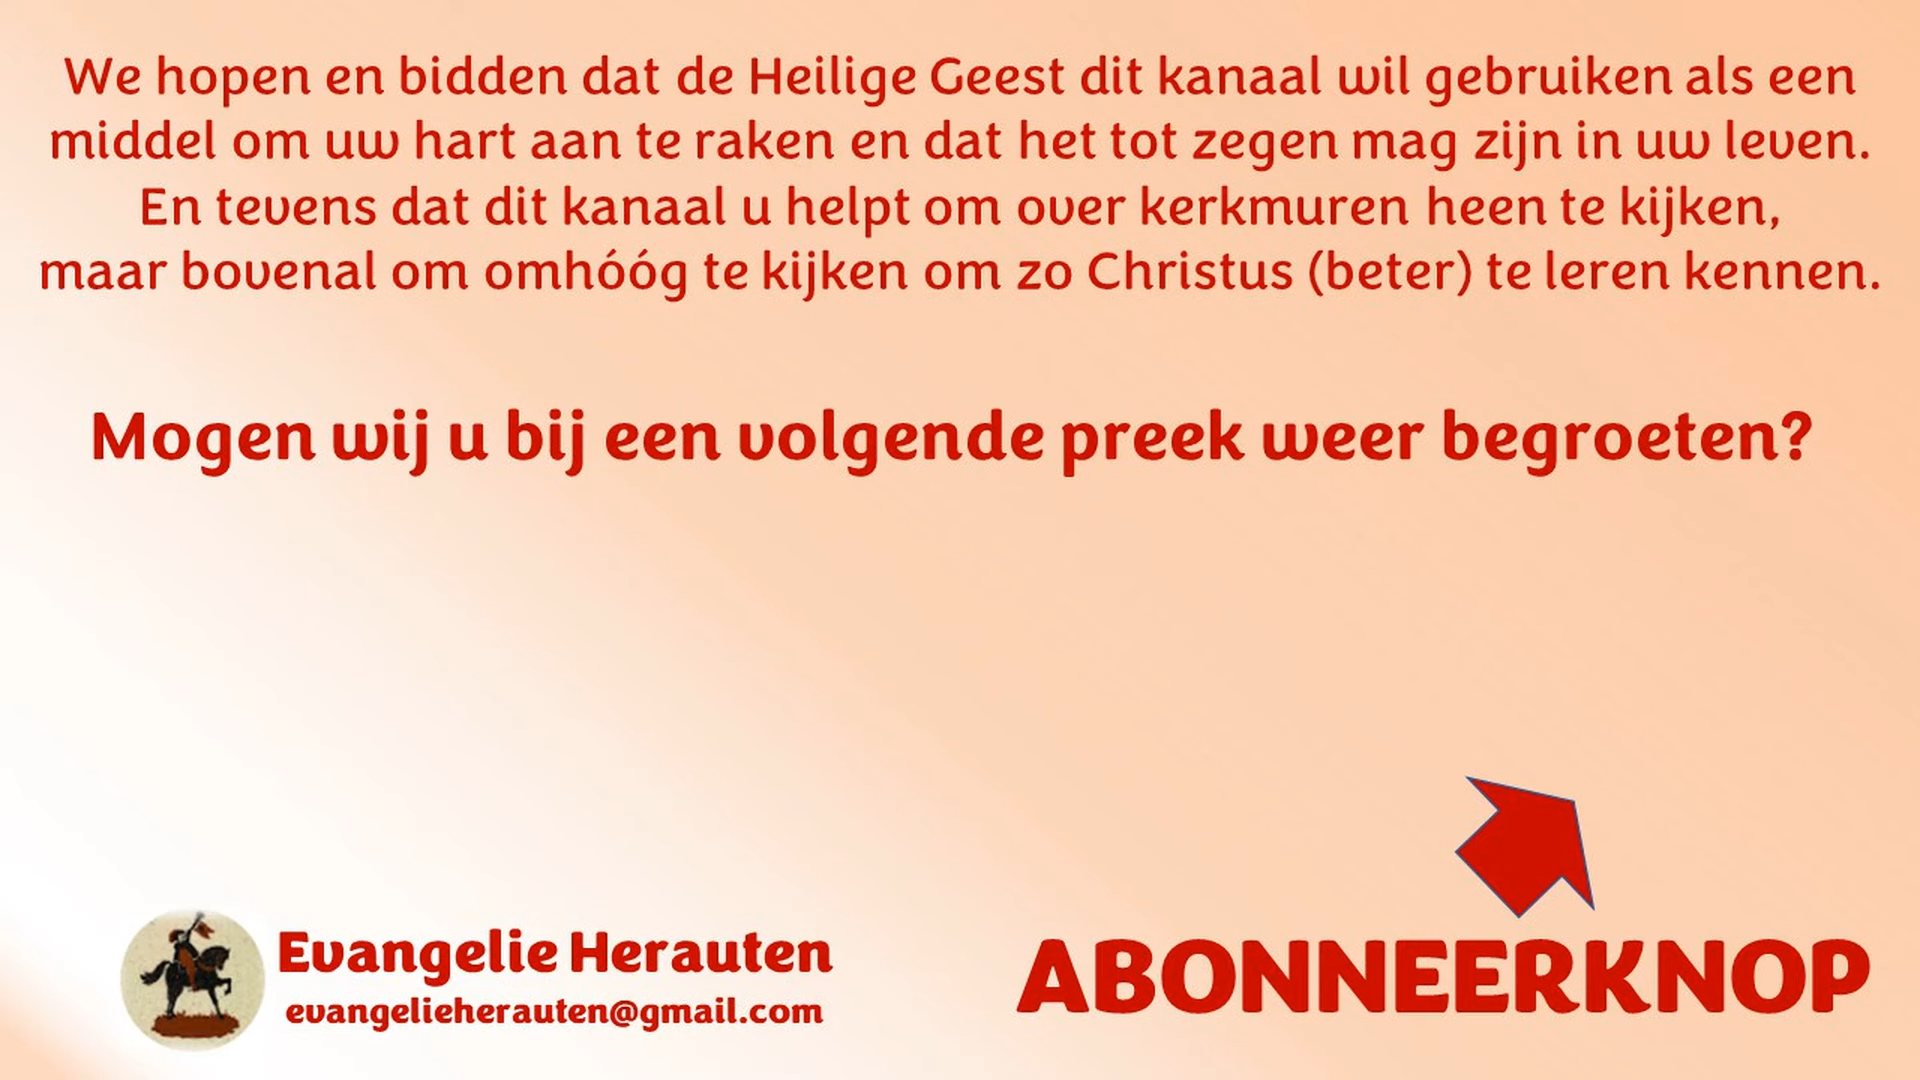 We hopen en bidden dat de Heilige Geest dit kanaal wil gebruiken als een
middel om uw hart aan te raken en dat het tot zegen mag zijn in uw leven.
En tevens dat dit kanaal u helpt om over kerkmuren heen te kijken,
maar bovenal om omhóóg te kijken om zo Christus (beter) te leren kennen.
Mogen wij u bij een volgende preek weer begroeten?
Evangelie Herauten
evangelieherauten@gmail.com
ABONNEERKNOP